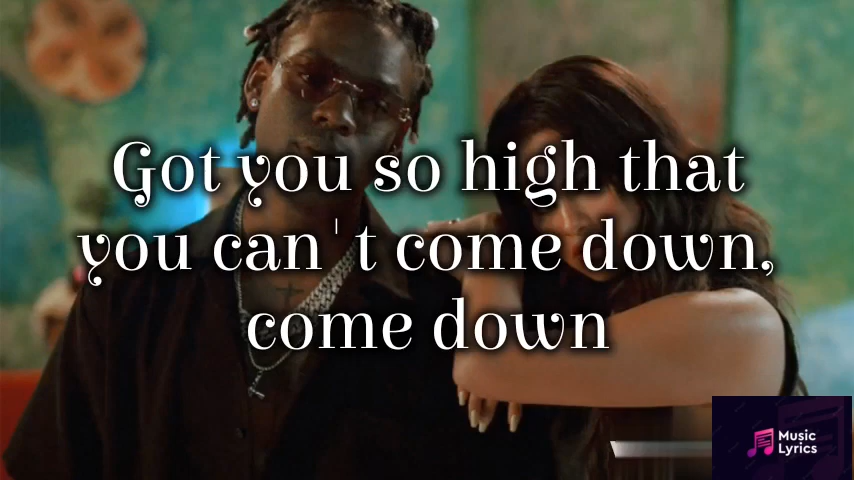 Got you so high that
you can't come down,
come down
Music
Lyrics